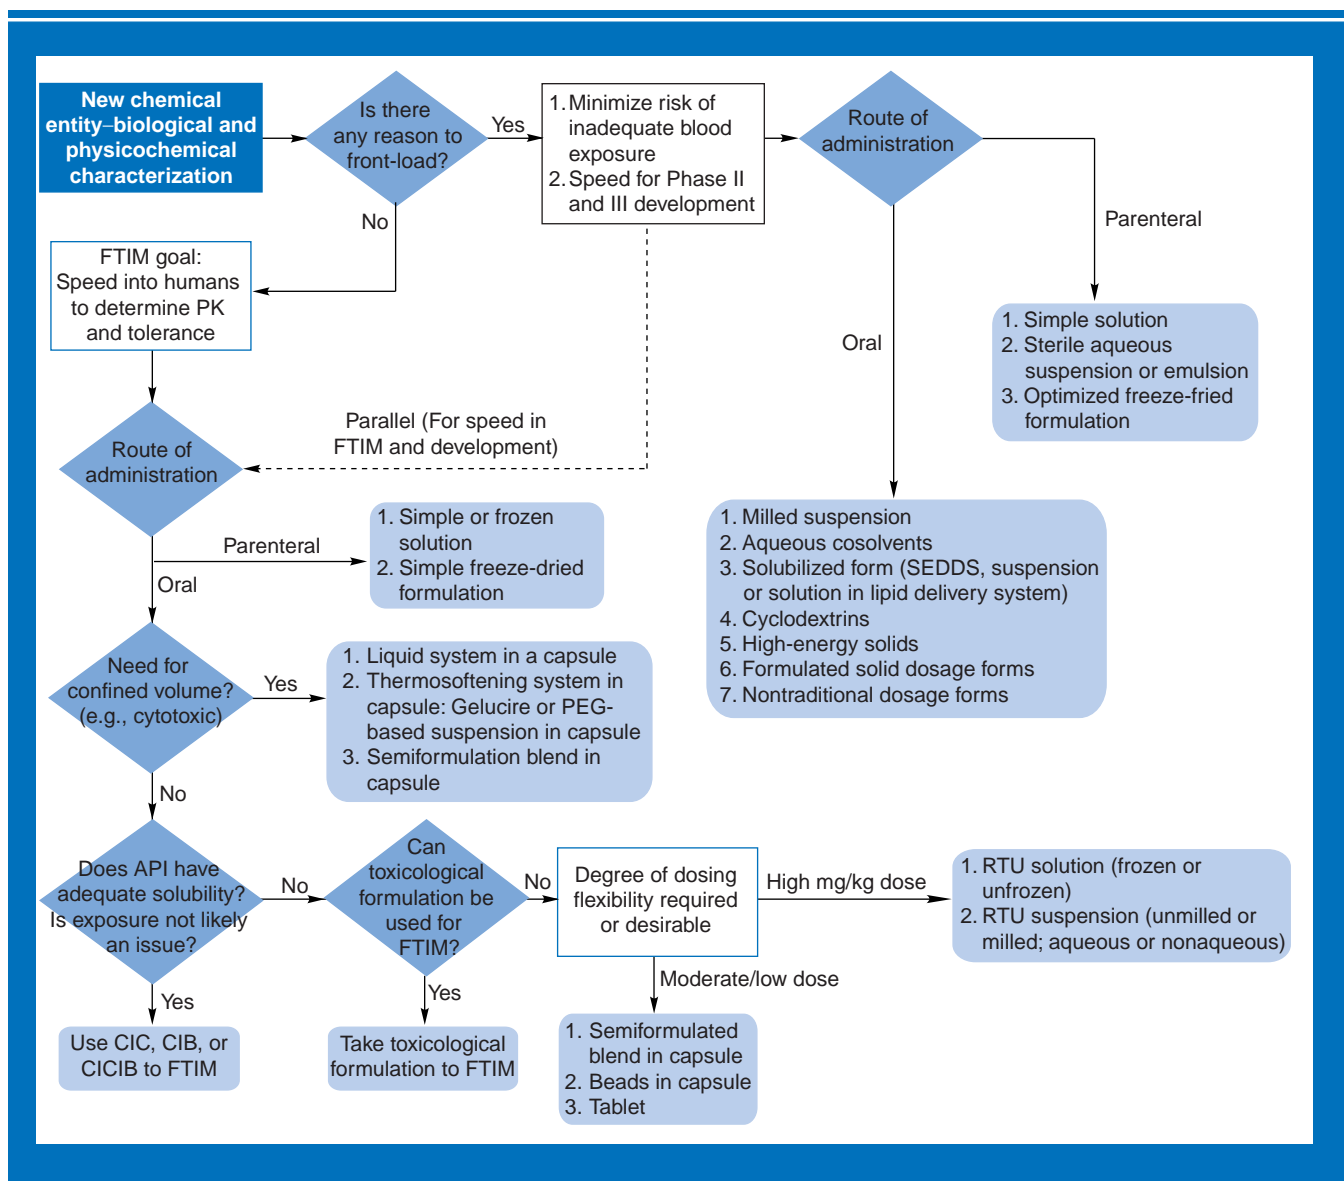 New chemical
entity–biological and
physicochemical
characterization
Is there
any reason to
front-load?
Yes
1. Minimize risk of
inadequate blood
exposure
2. Speed for Phase II
and III development
Route of
administration
Parenteral
1. Simple solution
2. Sterile aqueous
suspension or emulsion
3. Optimized freeze-fried
formulation
Oral
1. Milled suspension
2. Aqueous cosolvents
3. Solubilized form (SEDDS, suspension
or solution in lipid delivery system)
4. Cyclodextrins
5. High-energy solids
6. Formulated solid dosage forms
7. Nontraditional dosage forms
No
FTIM goal:
Speed into humans
to determine PK
and tolerance
Parallel (For speed in
FTIM and development)
Route of
administration
Parenteral
1. Simple or frozen
solution
2. Simple freeze-dried
formulation
Oral
Need for
confined volume?
(e.g., cytotoxic)
Yes
1. Liquid system in a capsule
2. Thermosoftening system in
capsule: Gelucire or PEG-
based suspension in capsule
3. Semiformulation blend in
capsule
No
Does API have
adequate solubility?
Is exposure not likely
an issue?
Yes
Use CIC, CIB, or
CICIB to FTIM
No
Can
toxicological
formulation be
used for
FTIM?
Yes
Take toxicological
formulation to FTIM
No
Degree of dosing
flexibility required
or desirable
High mg/kg dose
1. RTU solution (frozen or
unfrozen)
2. RTU suspension (unmilled or
milled; aqueous or nonaqueous)
Moderate/low dose
1. Semiformulated
blend in capsule
2. Beads in capsule
3. Tablet